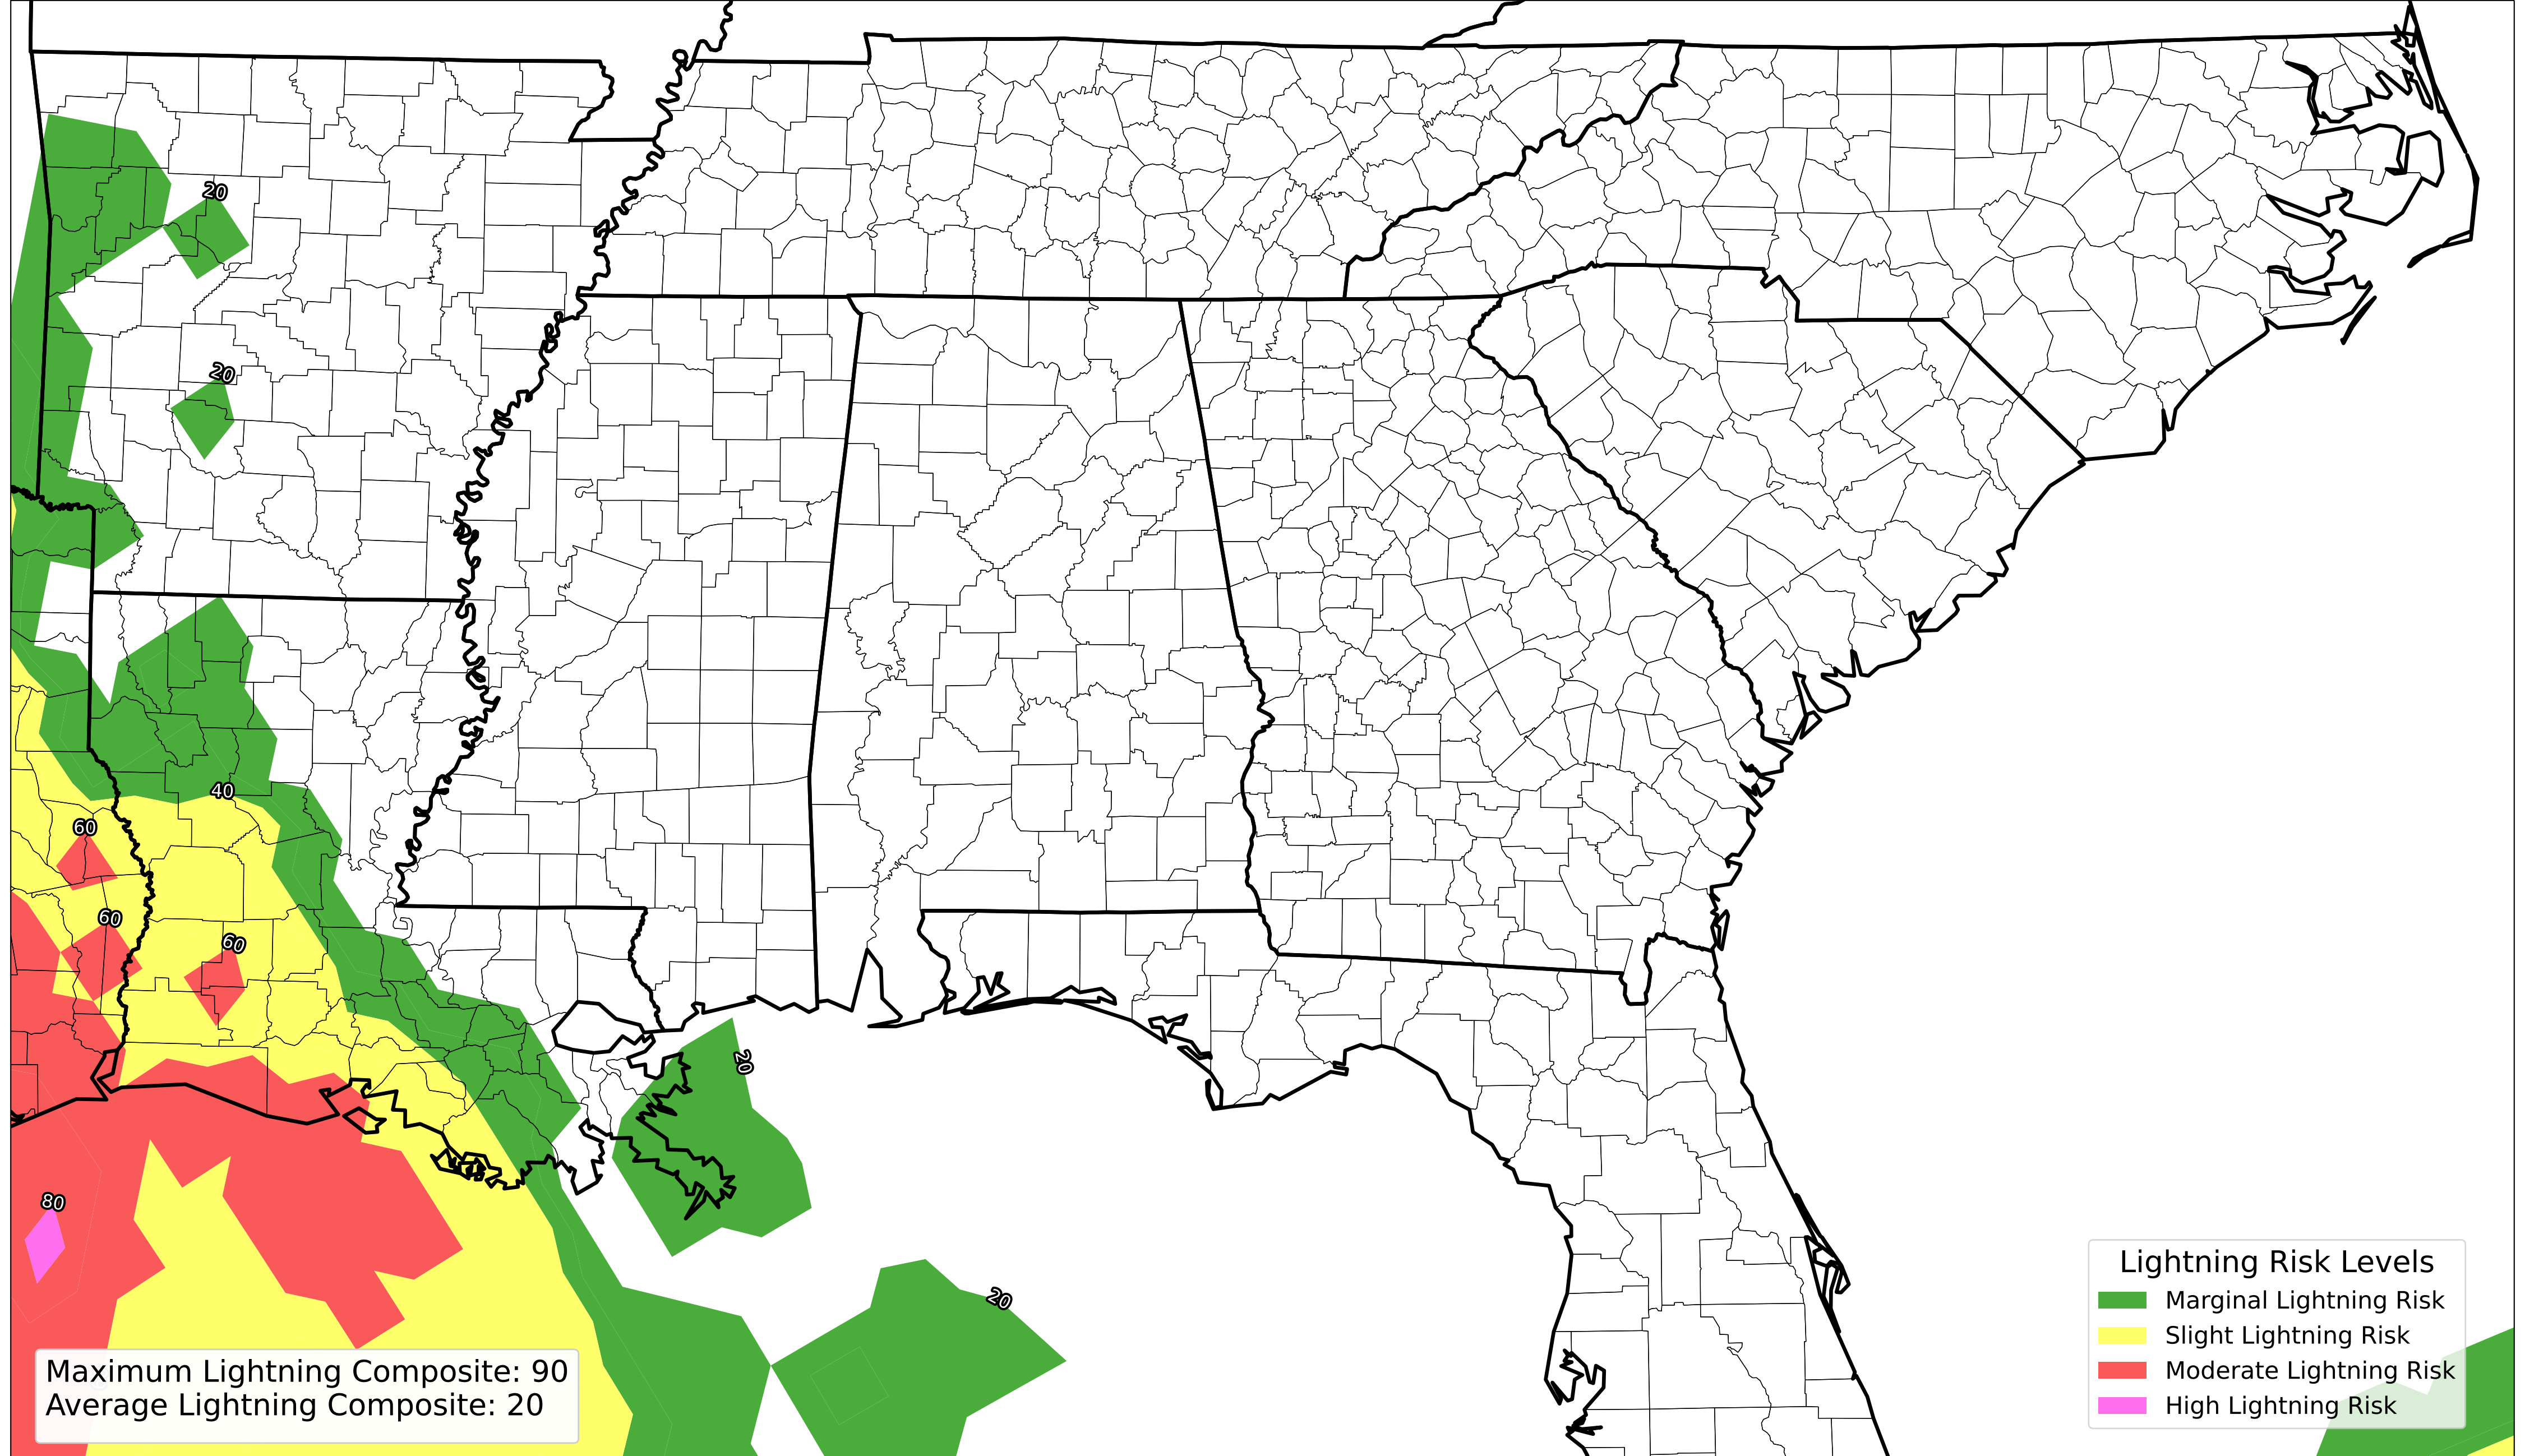 20
20
40
60
60
60
20
80
20
Lightning Risk Levels
Marginal Lightning Risk
Slight Lightning Risk
Moderate Lightning Risk
High Lightning Risk
Maximum Lightning Composite: 90
Average Lightning Composite: 20